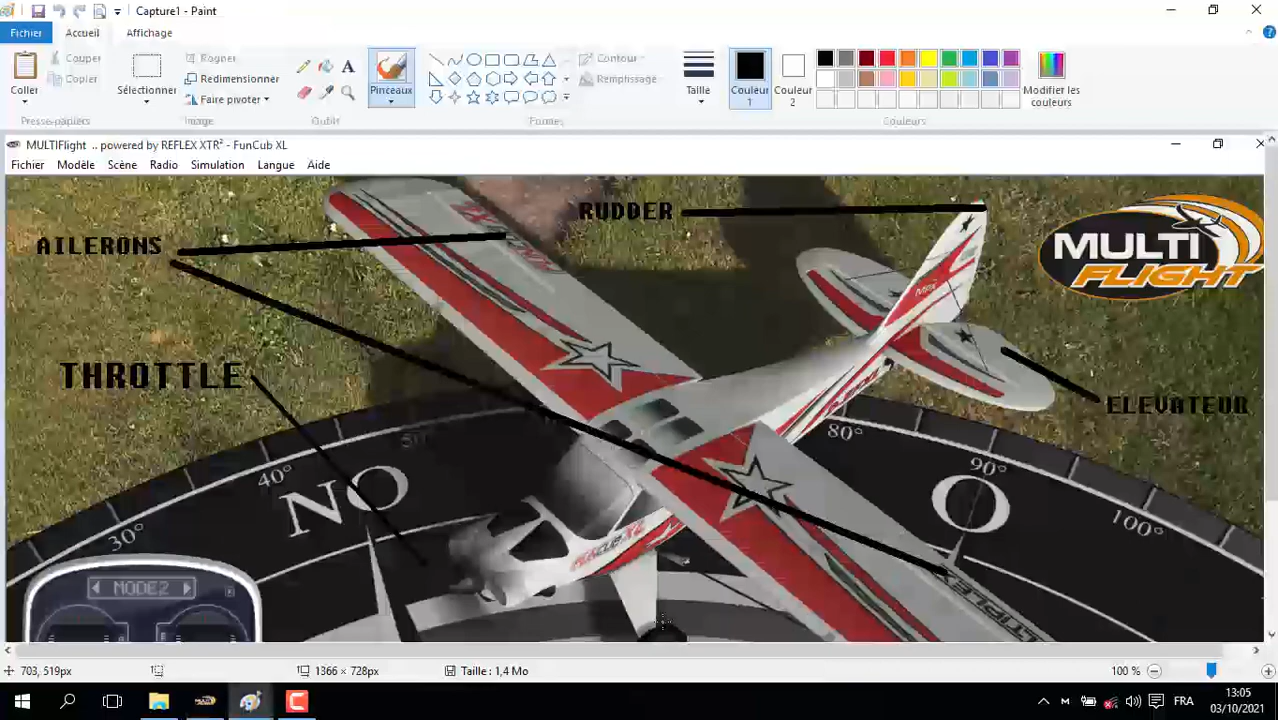 Capture1 - Paint
Fichier
Accueil
Affichage
Coller
Couper
Copier
Presse-papiers
Sélectionner
Rogner
Redimensionner
Faire pivoter
Image
Outils
Pinceaux
Contour
Remplissage
Formes
Taille
Couleur
1
Couleur
2
Modifier les
couleurs
Couleurs
MULTIFlight .. powered by REFLEX XTR² - FunCub XL
Fichier Modèle Scène Radio Simulation Langue Aide
RUDDER
AILERONS
MULTI
FLIGHT
THROTTLE
ELEVATEUR
MPX
30°
40°
50°
80°
90°
100°
NO
O
MODE2
703, 519px
1366 × 728px
Taille : 1,4 Mo
100 %
FRA
13:05
03/10/2021